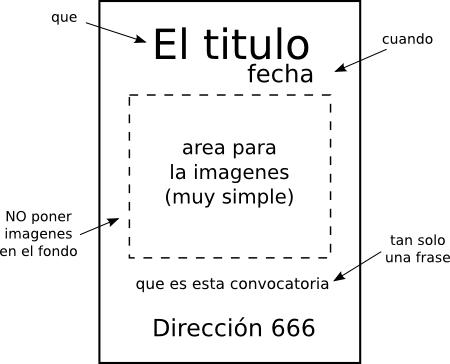 que
El titulo
cuando
fecha
area para
la imagenes
(muy simple)
NO poner
imagenes
en el fondo
tan solo
una frase
que es esta convocatoria
Dirección 666